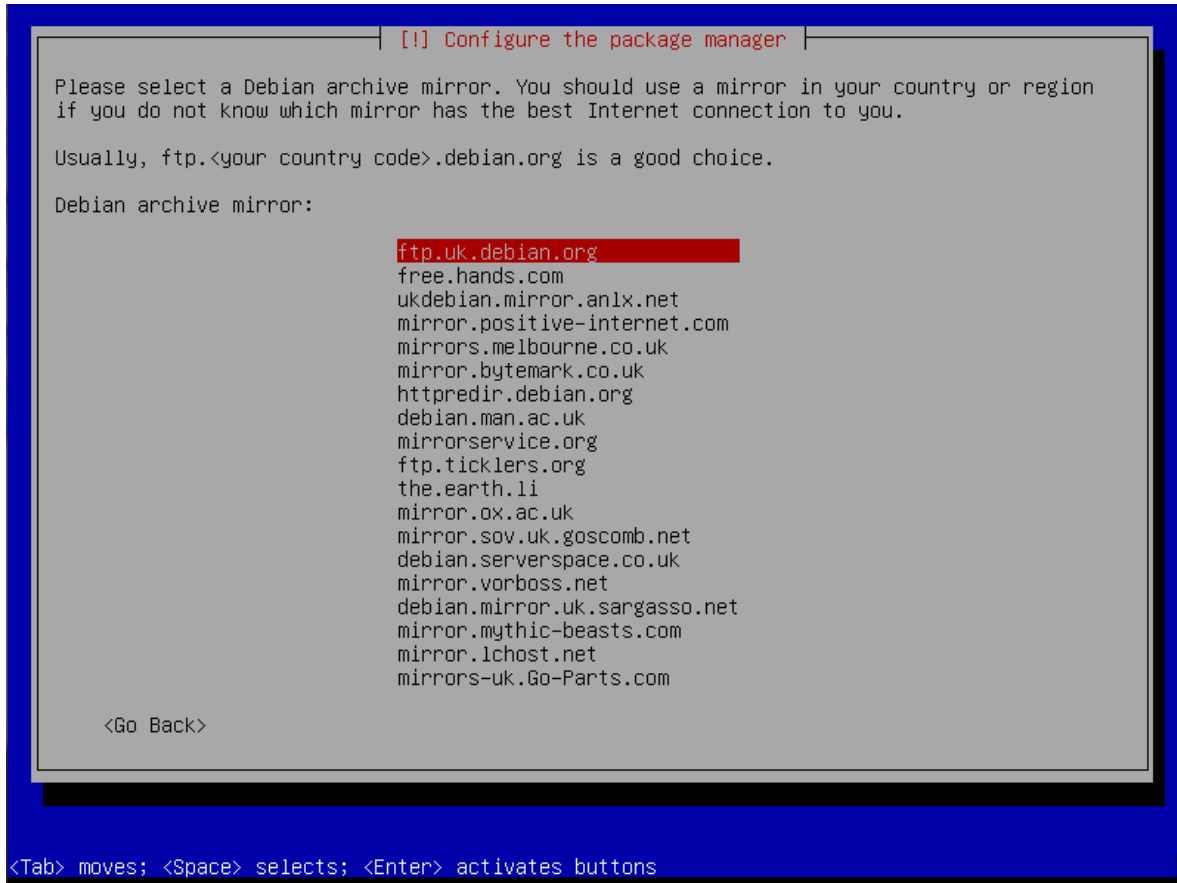 [!] Configure the package manager
Please select a Debian archive mirror. You should use a mirror in your country or region
if you do not know which mirror has the best Internet connection to you.
Usually, ftp.<your country code>.debian.org is a good choice.
Debian archive mirror:
ftp.uk.debian.org
free.hands.com
ukdebian.mirror.anlx.net
mirror.positive-internet.com
mirrors.melbourne.co.uk
mirror.bytemark.co.uk
httpredir.debian.org
debian.man.ac.uk
mirrorservice.org
ftp.ticklers.org
the.earth.li
mirror.ox.ac.uk
mirror.sov.uk.goscomb.net
debian.serverspace.co.uk
mirror.vorboss.net
debian.mirror.uk.sargasso.net
mirror.mythic-beasts.com
mirror.lchost.net
mirrors-uk.Go-Parts.com
<Go Back>
<Tab> moves; <Space> selects; <Enter> activates buttons